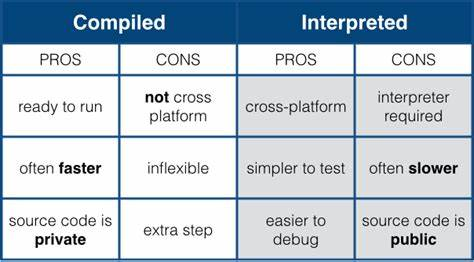 Compiled Interpreted
PROS CONS PROS CONS
ready to run not cross platform cross-platform interpreter required
often faster inflexible simpler to test often slower
source code is private extra step easier to debug source code is public